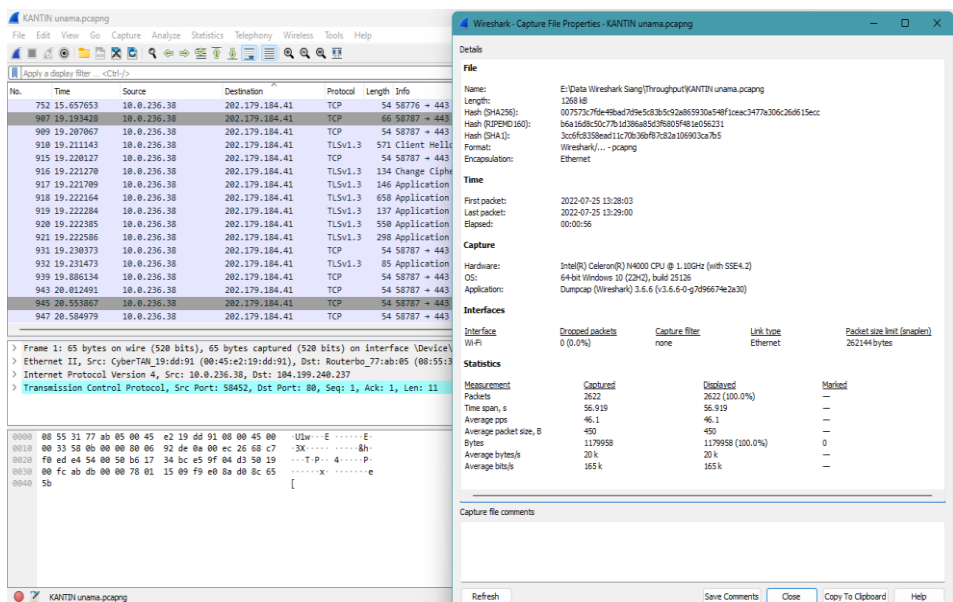 KANTIN unama.pcapng
File Edit View Go Capture Analyze Statistics Telephony Wireless Tools Help
Apply a display filter ... <Ctrl-/>
No. Time Source Destination Protocol Length Info
752 15.657653 10.0.236.38 202.179.184.41 TCP 54 58776 → 443
907 19.193428 10.0.236.38 202.179.184.41 TCP 66 58787 → 443
909 19.207067 10.0.236.38 202.179.184.41 TCP 54 58787 → 443
910 19.211143 10.0.236.38 202.179.184.41 TLSv1.3 571 Client Hello
915 19.220127 10.0.236.38 202.179.184.41 TCP 54 58787 → 443
916 19.221270 10.0.236.38 202.179.184.41 TLSv1.3 134 Change Ciphe
917 19.221709 10.0.236.38 202.179.184.41 TLSv1.3 146 Application
918 19.222164 10.0.236.38 202.179.184.41 TLSv1.3 658 Application
919 19.222284 10.0.236.38 202.179.184.41 TLSv1.3 137 Application
920 19.222385 10.0.236.38 202.179.184.41 TLSv1.3 550 Application
921 19.222586 10.0.236.38 202.179.184.41 TLSv1.3 298 Application
931 19.230373 10.0.236.38 202.179.184.41 TCP 54 58787 → 443
932 19.231473 10.0.236.38 202.179.184.41 TLSv1.3 85 Application
939 19.886134 10.0.236.38 202.179.184.41 TCP 54 58787 → 443
943 20.012491 10.0.236.38 202.179.184.41 TCP 54 58787 → 443
945 20.553867 10.0.236.38 202.179.184.41 TCP 54 58787 → 443
947 20.584979 10.0.236.38 202.179.184.41 TCP 54 58787 → 443
> Frame 1: 65 bytes on wire (520 bits), 65 bytes captured (520 bits) on interface \Device\
> Ethernet II, Src: CyberTAN_19:dd:91 (00:45:e2:19:dd:91), Dst: Routerbo_77:ab:05 (08:55:3
> Internet Protocol Version 4, Src: 10.0.236.38, Dst: 104.199.240.237
> Transmission Control Protocol, Src Port: 58452, Dst Port: 80, Seq: 1, Ack: 1, Len: 11
0000 08 55 31 77 ab 05 00 45 e2 19 dd 91 08 00 45 00 ·U1w···E ······E·
0010 00 33 58 0b 00 00 80 06 92 de 0a 00 ec 26 68 c7 ·3X····· ·····&h·
0020 f0 ed e4 54 00 50 b6 17 34 bc e5 9f 04 d3 50 19 ···T·P·· 4·····P·
0030 00 fc ab db 00 00 78 01 15 09 f9 e0 8a d0 8c 65 ······x· ·······e
0040 5b [
KANTIN unama.pcapng
Wireshark - Capture File Properties - KANTIN unama.pcapng
Details
File
Name: E:\Data Wireshark Siang\Throughput\KANTIN unama.pcapng
Length: 1268 kB
Hash (SHA256): 007573c7fde49bad7d9e5c83b5c92a865930a548f1ceac3477a306c26d615ecc
Hash (RIPEMD160): b6a16d8c50c77b1d386a85d3f6805f481e056231
Hash (SHA1): 3cc6fc8358ead11c70b36bf87c82a106903ca7b5
Format: Wireshark/... - pcapng
Encapsulation: Ethernet
Time
First packet: 2022-07-25 13:28:03
Last packet: 2022-07-25 13:29:00
Elapsed: 00:00:56
Capture
Hardware: Intel(R) Celeron(R) N4000 CPU @ 1.10GHz (with SSE4.2)
OS: 64-bit Windows 10 (22H2), build 25126
Application: Dumpcap (Wireshark) 3.6.6 (v3.6.6-0-g7d96674e2a30)
Interfaces
Interface Dropped packets Capture filter Link type Packet size limit (snaplen)
Wi-Fi 0 (0.0%) none Ethernet 262144 bytes
Statistics
Measurement Captured Displayed Marked
Packets 2622 2622 (100.0%) —
Time span, s 56.919 56.919 —
Average pps 46.1 46.1 —
Average packet size, B 450 450 —
Bytes 1179958 1179958 (100.0%) 0
Average bytes/s 20 k 20 k —
Average bits/s 165 k 165 k —
Capture file comments
Refresh Save Comments Close Copy To Clipboard Help